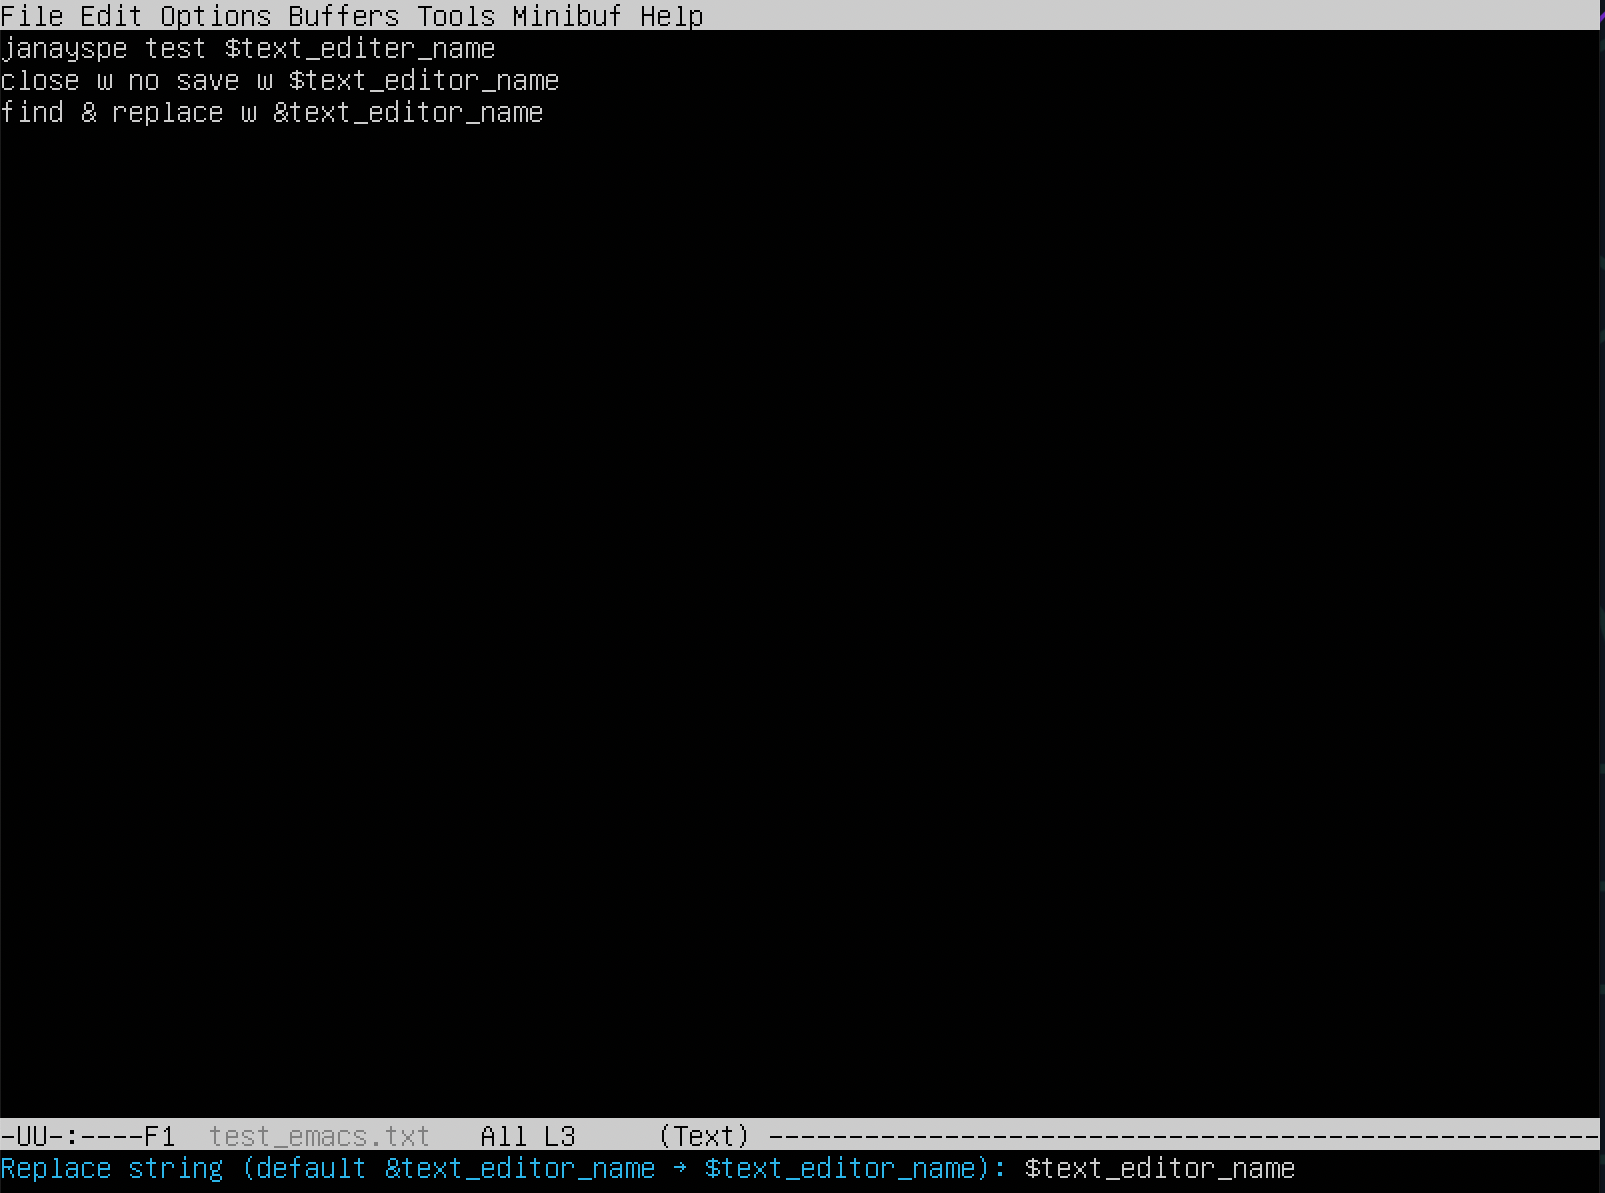 File Edit Options Buffers Tools Minibuf Help
janayspe test $text_editer_name
close w no save w $text_editor_name
find & replace w &text_editor_name
-UU-:----F1  test_emacs.txt   All L3     (Text) ----------------------------------------------------
Replace string (default &text_editor_name → $text_editor_name): $text_editor_name